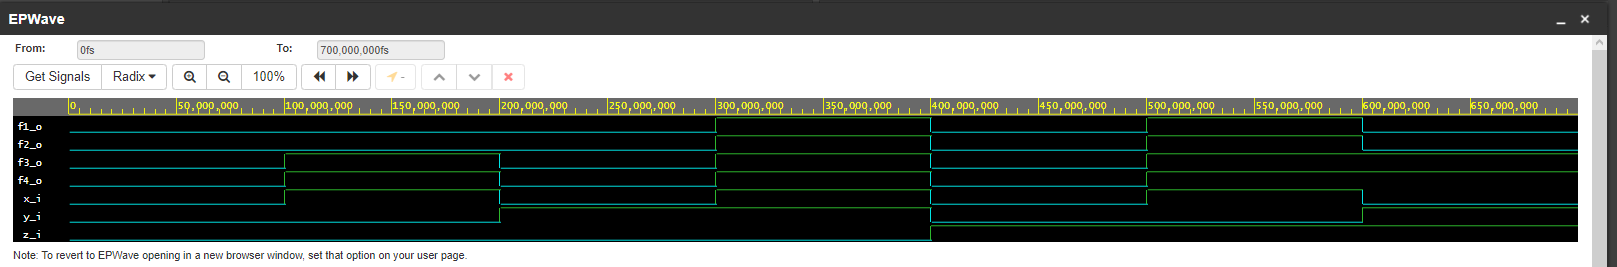 EPWave
From: 0fs To: 700,000,000fs
Get Signals Radix 100% -
0 50,000,000 100,000,000 150,000,000 200,000,000 250,000,000 300,000,000 350,000,000 400,000,000 450,000,000 500,000,000 550,000,000 600,000,000 650,000,000
f1_o
f2_o
f3_o
f4_o
x_i
y_i
z_i
Note: To revert to EPWave opening in a new browser window, set that option on your user page.